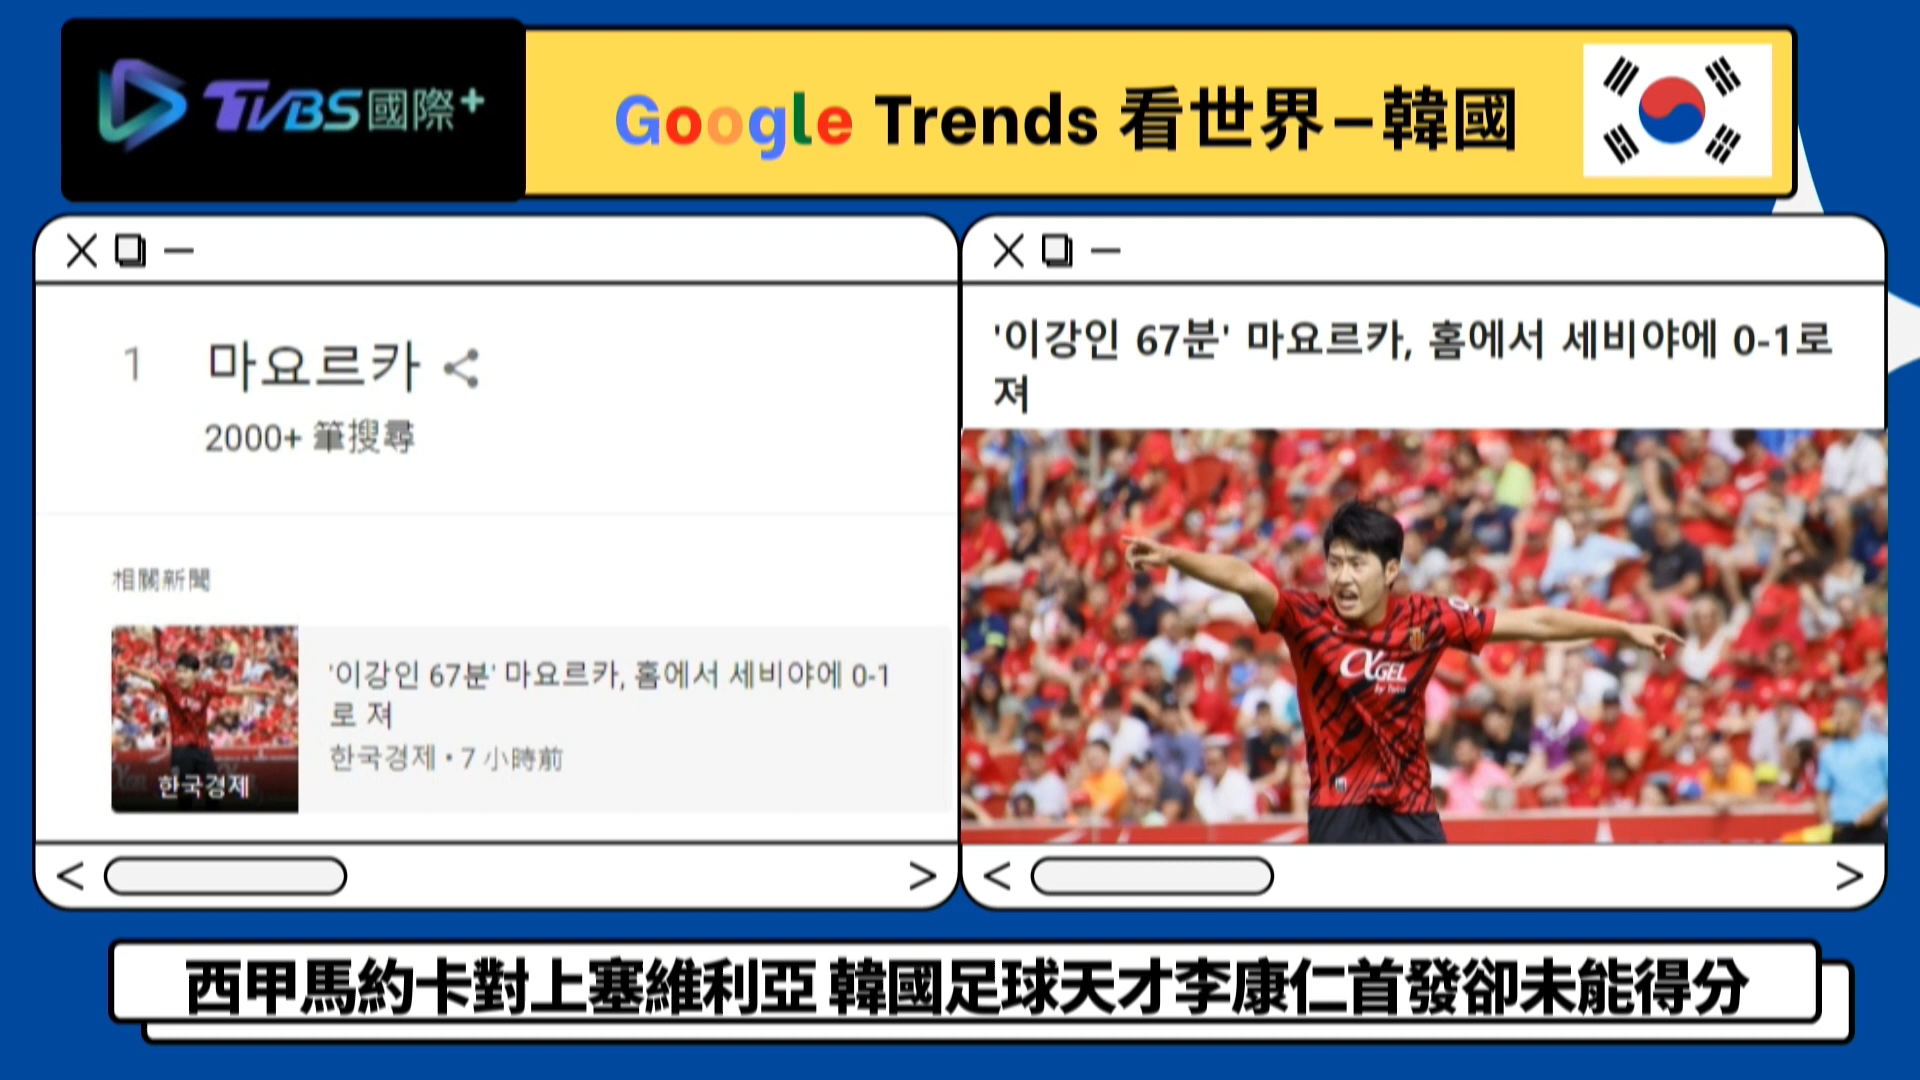 TVBS國際+
Google Trends 看世界–韓國
1 마요르카
2000+ 筆搜尋
相關新聞
'이강인 67분' 마요르카, 홈에서 세비야에 0-1
로 져
한국경제 • 7 小時前
한국경제
'이강인 67분' 마요르카, 홈에서 세비야에 0-1로
져
αGEL
by Taica
西甲馬約卡對上塞維利亞 韓國足球天才李康仁首發卻未能得分